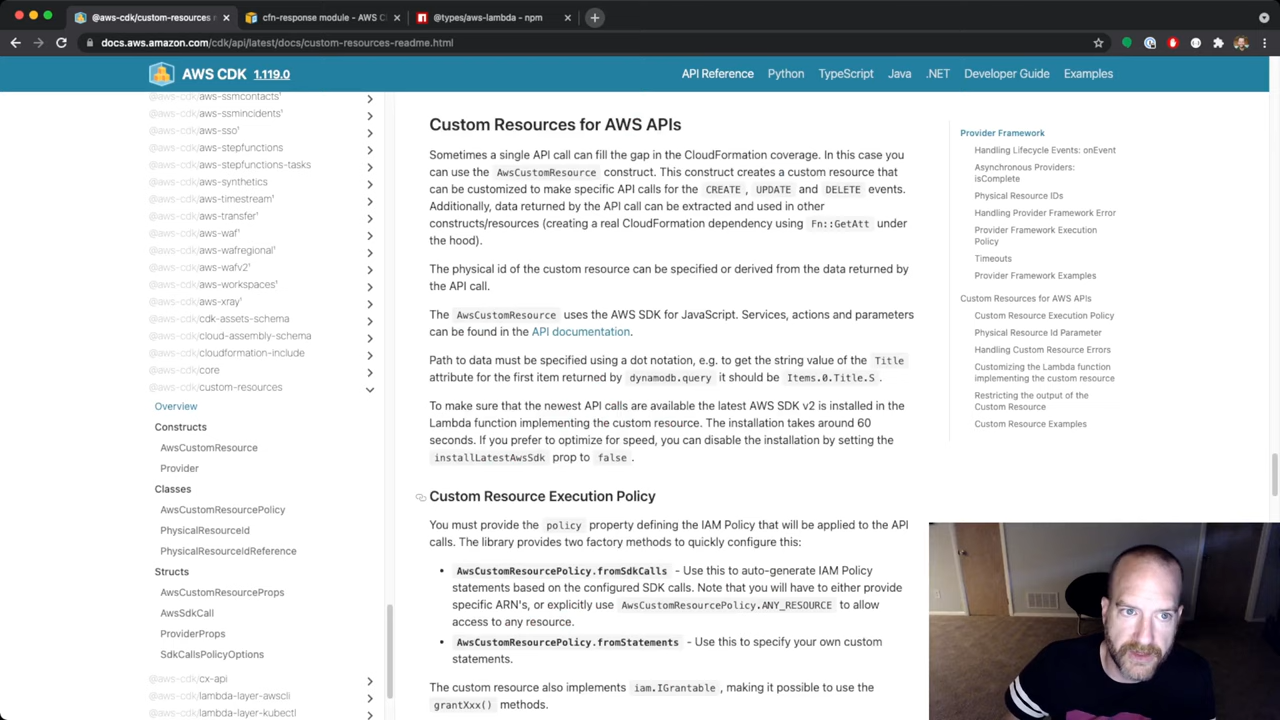 @aws-cdk/custom-resources r
cfn-response module - AWS C
@types/aws-lambda - npm
docs.aws.amazon.com/cdk/api/latest/docs/custom-resources-readme.html
AWS CDK 1.119.0
API Reference Python TypeScript Java .NET Developer Guide Examples
@aws-cdk/aws-ssmcontacts¹
@aws-cdk/aws-ssmincidents¹
@aws-cdk/aws-sso¹
@aws-cdk/aws-stepfunctions
@aws-cdk/aws-stepfunctions-tasks
@aws-cdk/aws-synthetics
@aws-cdk/aws-timestream¹
@aws-cdk/aws-transfer¹
@aws-cdk/aws-waf¹
@aws-cdk/aws-wafregional¹
@aws-cdk/aws-wafv2¹
@aws-cdk/aws-workspaces¹
@aws-cdk/aws-xray¹
@aws-cdk/cdk-assets-schema
@aws-cdk/cloud-assembly-schema
@aws-cdk/cloudformation-include
@aws-cdk/core
@aws-cdk/custom-resources
Overview
Constructs
AwsCustomResource
Provider
Classes
AwsCustomResourcePolicy
PhysicalResourceId
PhysicalResourceIdReference
Structs
AwsCustomResourceProps
AwsSdkCall
ProviderProps
SdkCallsPolicyOptions
@aws-cdk/cx-api
@aws-cdk/lambda-layer-awscli
@aws-cdk/lambda-layer-kubectl
Custom Resources for AWS APIs
Sometimes a single API call can fill the gap in the CloudFormation coverage. In this case you
can use the AwsCustomResource construct. This construct creates a custom resource that
can be customized to make specific API calls for the CREATE, UPDATE and DELETE events.
Additionally, data returned by the API call can be extracted and used in other
constructs/resources (creating a real CloudFormation dependency using Fn::GetAtt under
the hood).
The physical id of the custom resource can be specified or derived from the data returned by
the API call.
The AwsCustomResource uses the AWS SDK for JavaScript. Services, actions and parameters
can be found in the API documentation.
Path to data must be specified using a dot notation, e.g. to get the string value of the Title
attribute for the first item returned by dynamodb.query it should be Items.0.Title.S.
To make sure that the newest API calls are available the latest AWS SDK v2 is installed in the
Lambda function implementing the custom resource. The installation takes around 60
seconds. If you prefer to optimize for speed, you can disable the installation by setting the
installLatestAwsSdk prop to false.
Custom Resource Execution Policy
You must provide the policy property defining the IAM Policy that will be applied to the API
calls. The library provides two factory methods to quickly configure this:
• AwsCustomResourcePolicy.fromSdkCalls - Use this to auto-generate IAM Policy
statements based on the configured SDK calls. Note that you will have to either provide
specific ARN's, or explicitly use AwsCustomResourcePolicy.ANY_RESOURCE to allow
access to any resource.
• AwsCustomResourcePolicy.fromStatements - Use this to specify your own custom
statements.
The custom resource also implements iam.IGrantable, making it possible to use the
grantXxx() methods.
Provider Framework
Handling Lifecycle Events: onEvent
Asynchronous Providers:
isComplete
Physical Resource IDs
Handling Provider Framework Error
Provider Framework Execution
Policy
Timeouts
Provider Framework Examples
Custom Resources for AWS APIs
Custom Resource Execution Policy
Physical Resource Id Parameter
Handling Custom Resource Errors
Customizing the Lambda function
implementing the custom resource
Restricting the output of the
Custom Resource
Custom Resource Examples